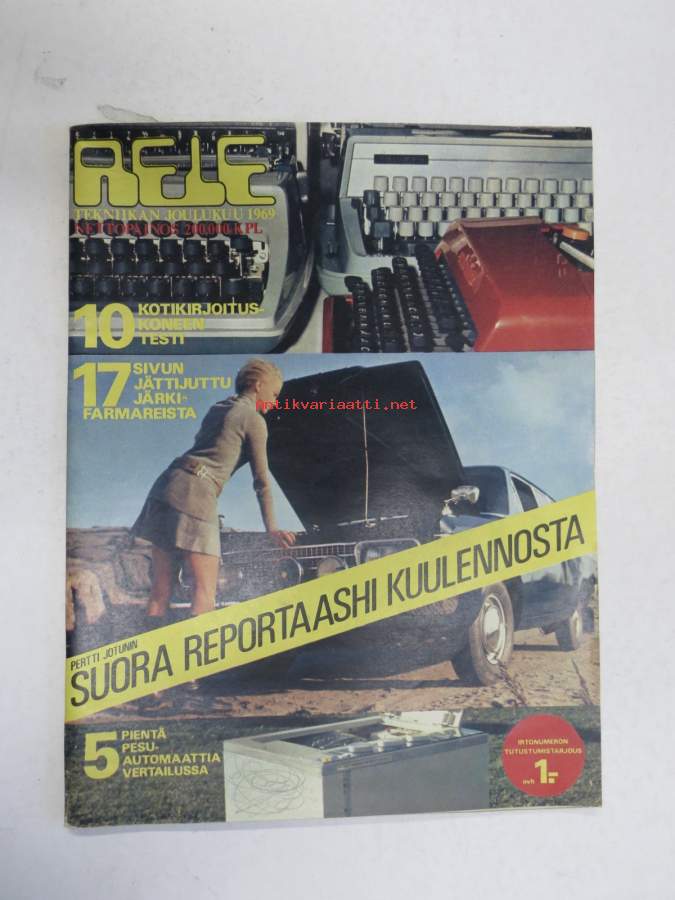 RELE
TEKNIIKAN JOULUKUU 1969
NETTOPAINOS 200.000 KPL
10 KOTIKIRJOITUS-
KONEEN
TESTI
17 SIVUN
JÄTTIJUTTU
JÄRKI-
FARMAREISTA
antikvariaatti.net
PERTTI JOTUNIN
SUORA REPORTAASHI KUULENNOSTA
5 PIENTÄ
PESU-
AUTOMAATTIA
VERTAILUSSA
IRTONUMERON
TUTUSTUMISTARJOUS
mvh 1:-